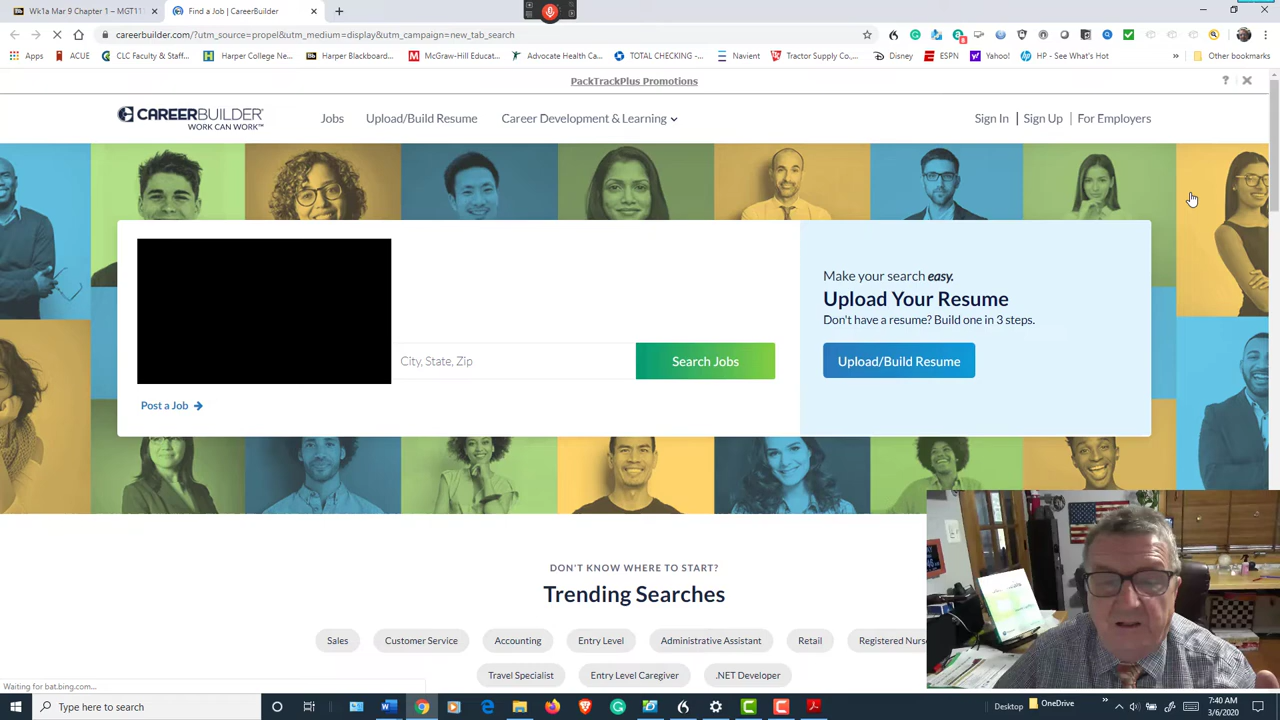 Wk1a Mar 9 Chapter 1 – MGT11
Find a Job | CareerBuilder
careerbuilder.com/?utm_source=propel&utm_medium=display&utm_campaign=new_tab_search
Apps
ACUE
CLC Faculty & Staff...
Harper College New...
Harper Blackboard...
McGraw-Hill Educat...
Advocate Health Ca...
TOTAL CHECKING -...
Navient
Tractor Supply Co.,...
Disney
ESPN
Yahoo!
HP - See What's Hot
»
Other bookmarks
PackTrackPlus Promotions
?
CAREERBUILDER
WORK CAN WORK™
Jobs
Upload/Build Resume
Career Development & Learning
Sign In | Sign Up | For Employers
City, State, Zip
Search Jobs
Post a Job →
Make your search easy.
Upload Your Resume
Don't have a resume? Build one in 3 steps.
Upload/Build Resume
DON'T KNOW WHERE TO START?
Trending Searches
Sales
Customer Service
Accounting
Entry Level
Administrative Assistant
Retail
Registered Nurs
Travel Specialist
Entry Level Caregiver
.NET Developer
Waiting for bat.bing.com...
Type here to search
Desktop
OneDrive
7:40 AM
3/6/2020